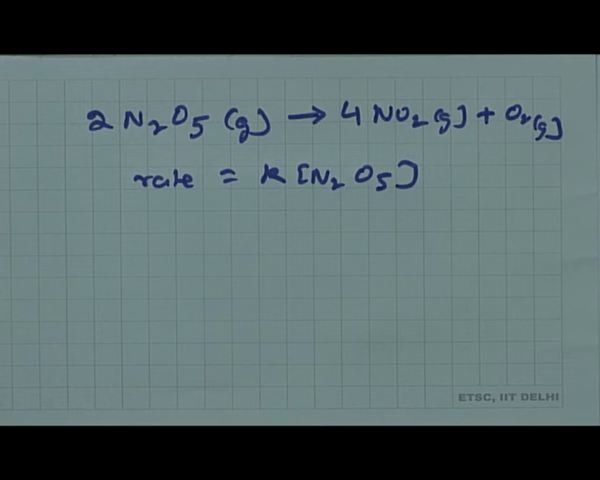 2 N₂O₅ (g) → 4 NO₂ (g) + O₂ (g)
rate = k [N₂O₅]
ETSC, IIT DELHI